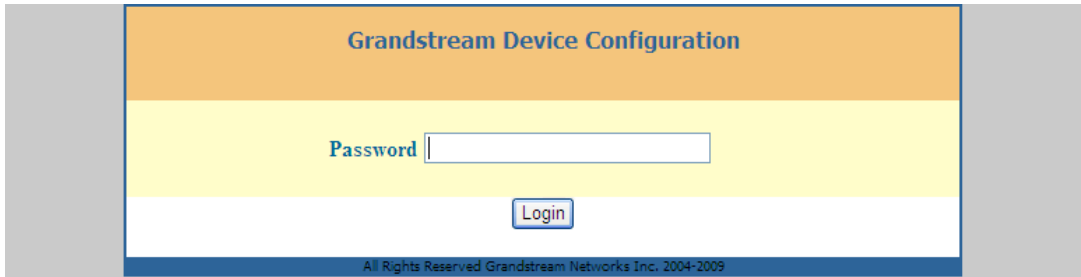 Grandstream Device Configuration
Password
Login
All Rights Reserved Grandstream Networks Inc. 2004-2009